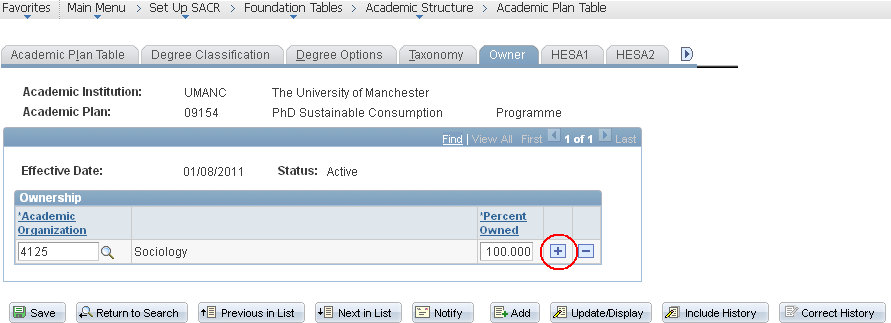 Favorites Main Menu > Set Up SACR > Foundation Tables > Academic Structure > Academic Plan Table
Academic Plan Table Degree Classification Degree Options Taxonomy Owner HESA1 HESA2
Academic Institution: UMANC The University of Manchester
Academic Plan: 09154 PhD Sustainable Consumption Programme
Find | View All First 1 of 1 Last
Effective Date: 01/08/2011 Status: Active
Ownership
*Academic Organization *Percent Owned
4125 Sociology 100.000
Save Return to Search Previous in List Next in List Notify Add Update/Display Include History Correct History